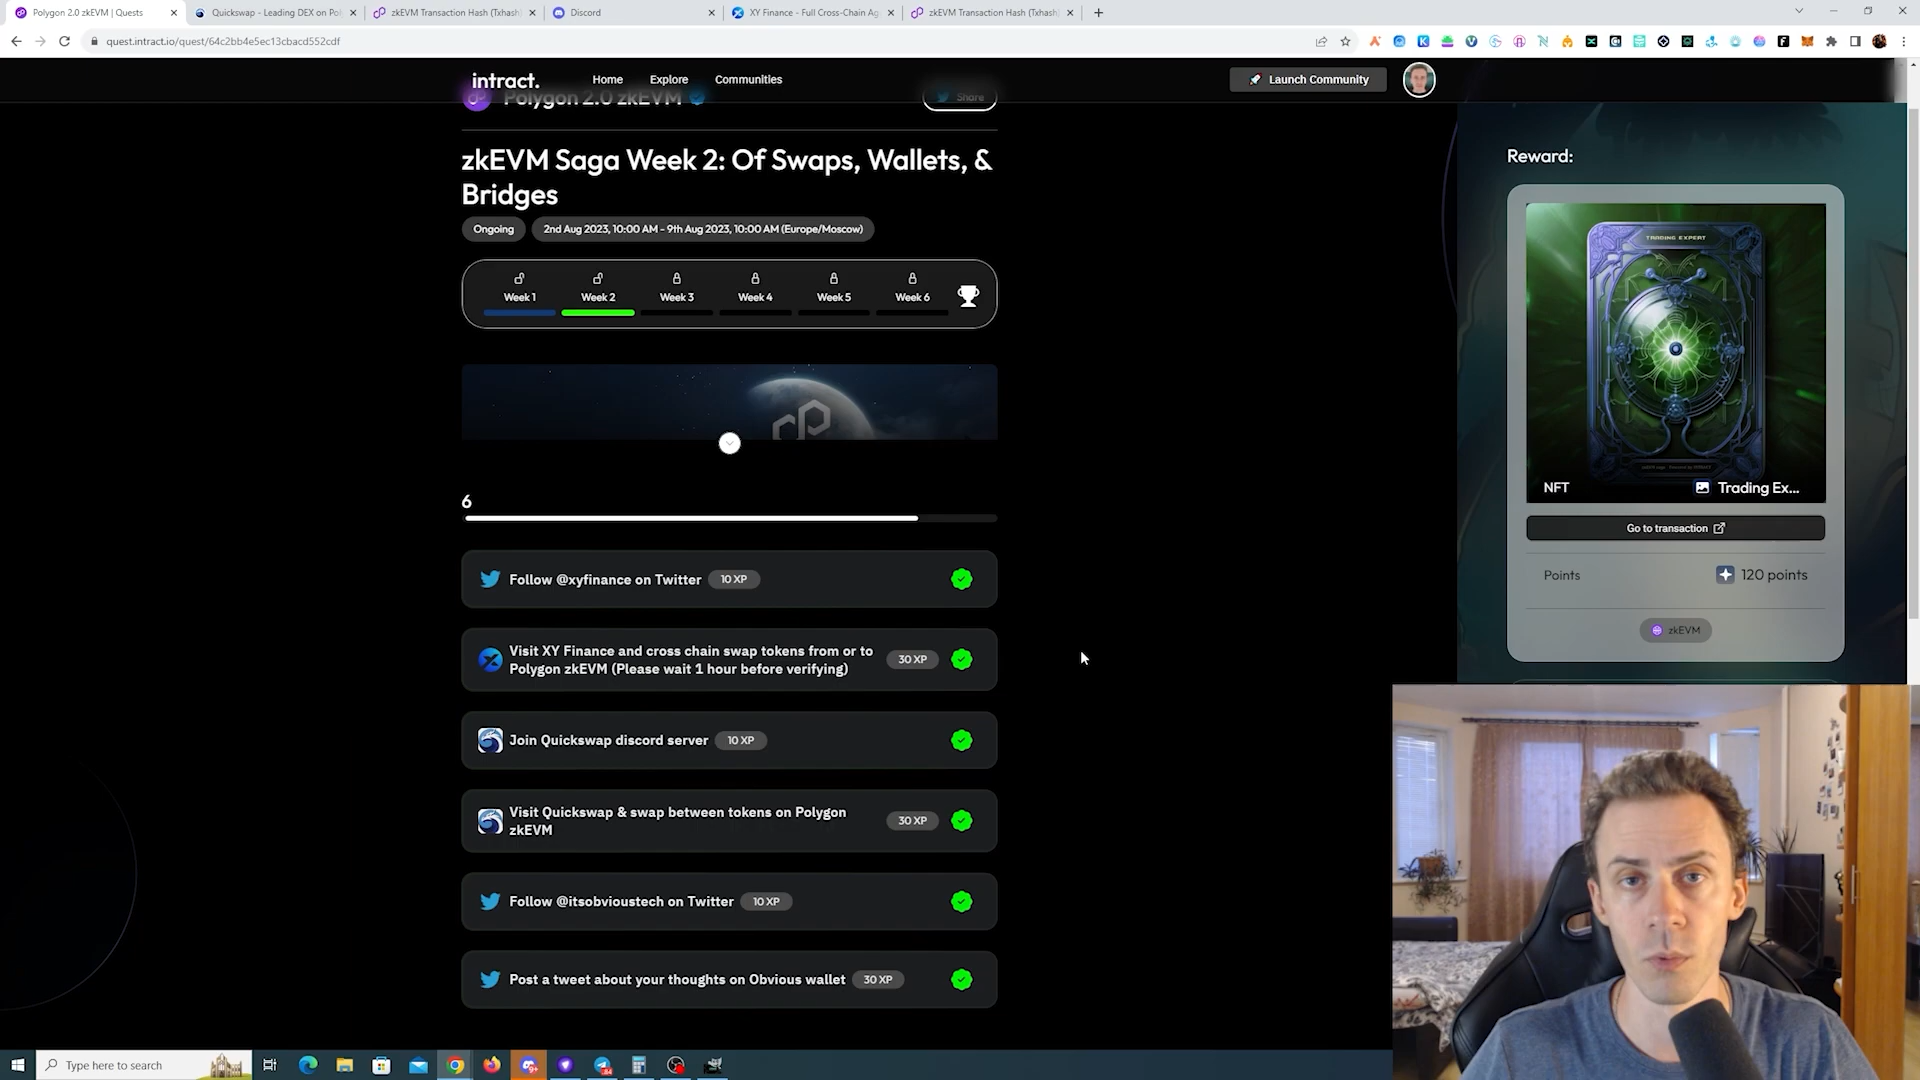 Polygon 2.0 zkEVM | Quests
Quickswap - Leading DEX on Pol
zkEVM Transaction Hash (Txhash)
Discord
XY Finance - Full Cross-Chain Ag
zkEVM Transaction Hash (Txhash)
quest.intract.io/quest/64c2bb4e5ec13cbacd552cdf
intract.
Home
Explore
Communities
Launch Community
Polygon 2.0 zkEVM
Share
zkEVM Saga Week 2: Of Swaps, Wallets, &
Bridges
Ongoing
2nd Aug 2023, 10:00 AM - 9th Aug 2023, 10:00 AM (Europe/Moscow)
Week 1
Week 2
Week 3
Week 4
Week 5
Week 6
6
Follow @xyfinance on Twitter 10 XP
Visit XY Finance and cross chain swap tokens from or to
Polygon zkEVM (Please wait 1 hour before verifying)
30 XP
Join Quickswap discord server 10 XP
Visit Quickswap & swap between tokens on Polygon
zkEVM
30 XP
Follow @itsobvioustech on Twitter 10 XP
Post a tweet about your thoughts on Obvious wallet 30 XP
Reward:
TRADING EXPERT
NFT
Trading Ex...
Go to transaction
Points
120 points
zkEVM
Type here to search